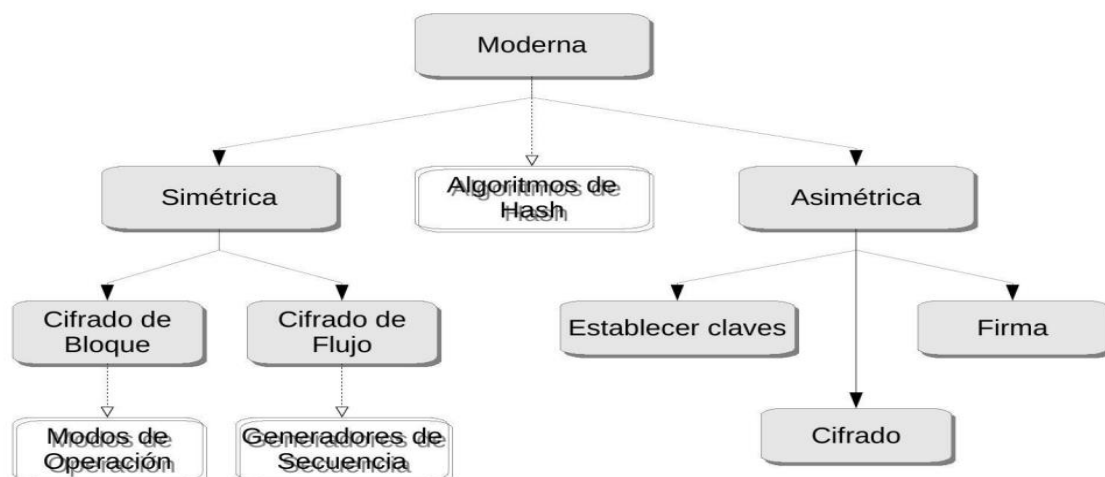 Moderna
Simétrica
Algoritmos de
Hash
Asimétrica
Cifrado de
Bloque
Cifrado de
Flujo
Establecer claves
Firma
Modos de
Operación
Generadores de
Secuencia
Cifrado